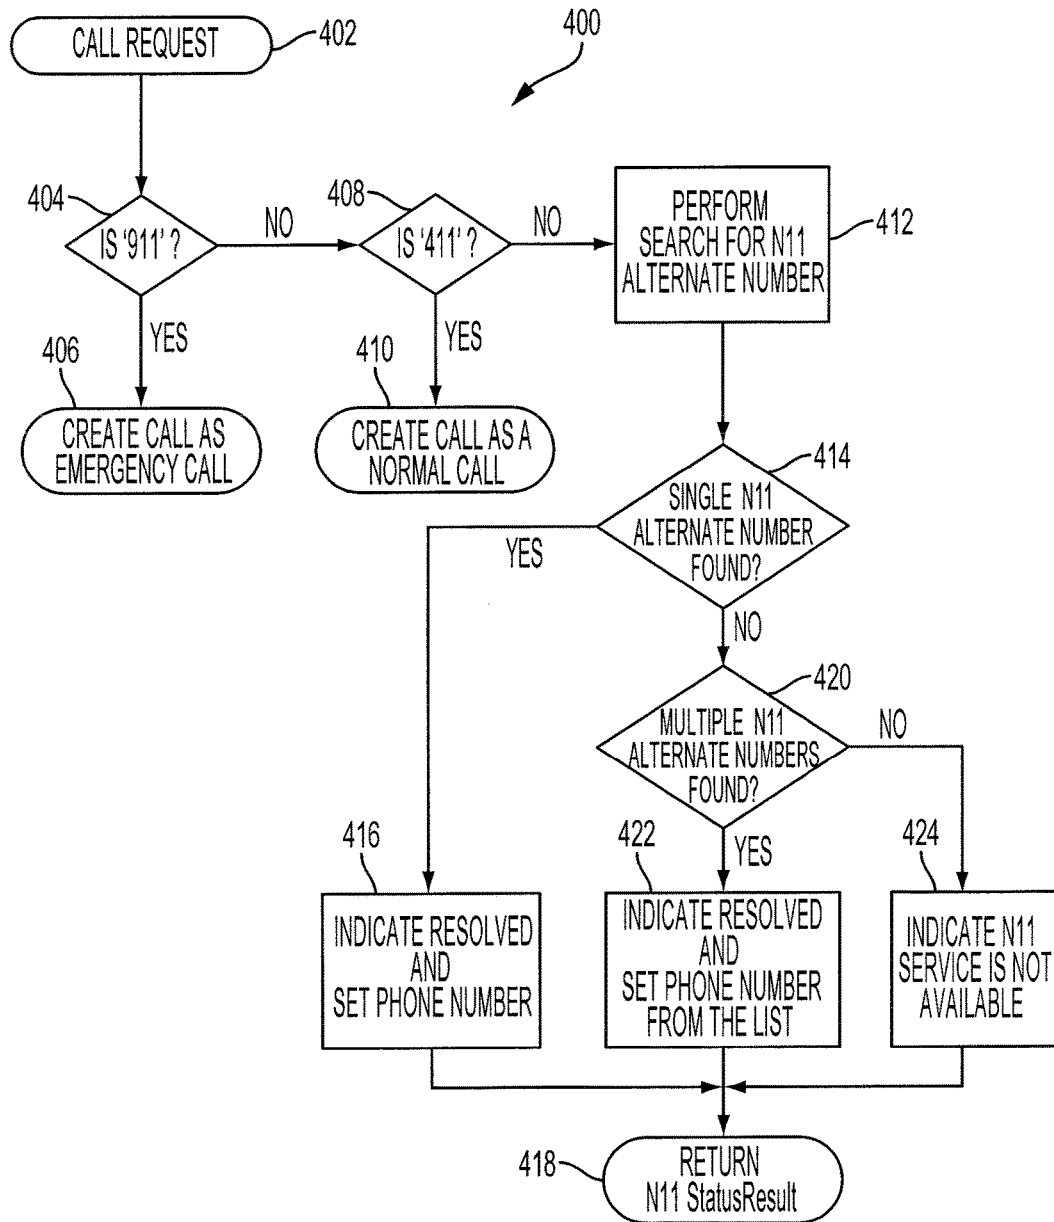 CALL REQUEST
402
400
404
IS '911' ?
NO
408
IS '411' ?
NO
PERFORM
SEARCH FOR N11
ALTERNATE NUMBER
412
YES
YES
406
CREATE CALL AS
EMERGENCY CALL
410
CREATE CALL AS A
NORMAL CALL
414
SINGLE N11
ALTERNATE NUMBER
FOUND?
YES
NO
420
MULTIPLE N11
ALTERNATE NUMBERS
FOUND?
NO
YES
416
INDICATE RESOLVED
AND
SET PHONE NUMBER
422
INDICATE RESOLVED
AND
SET PHONE NUMBER
FROM THE LIST
424
INDICATE N11
SERVICE IS NOT
AVAILABLE
418
RETURN
N11 StatusResult